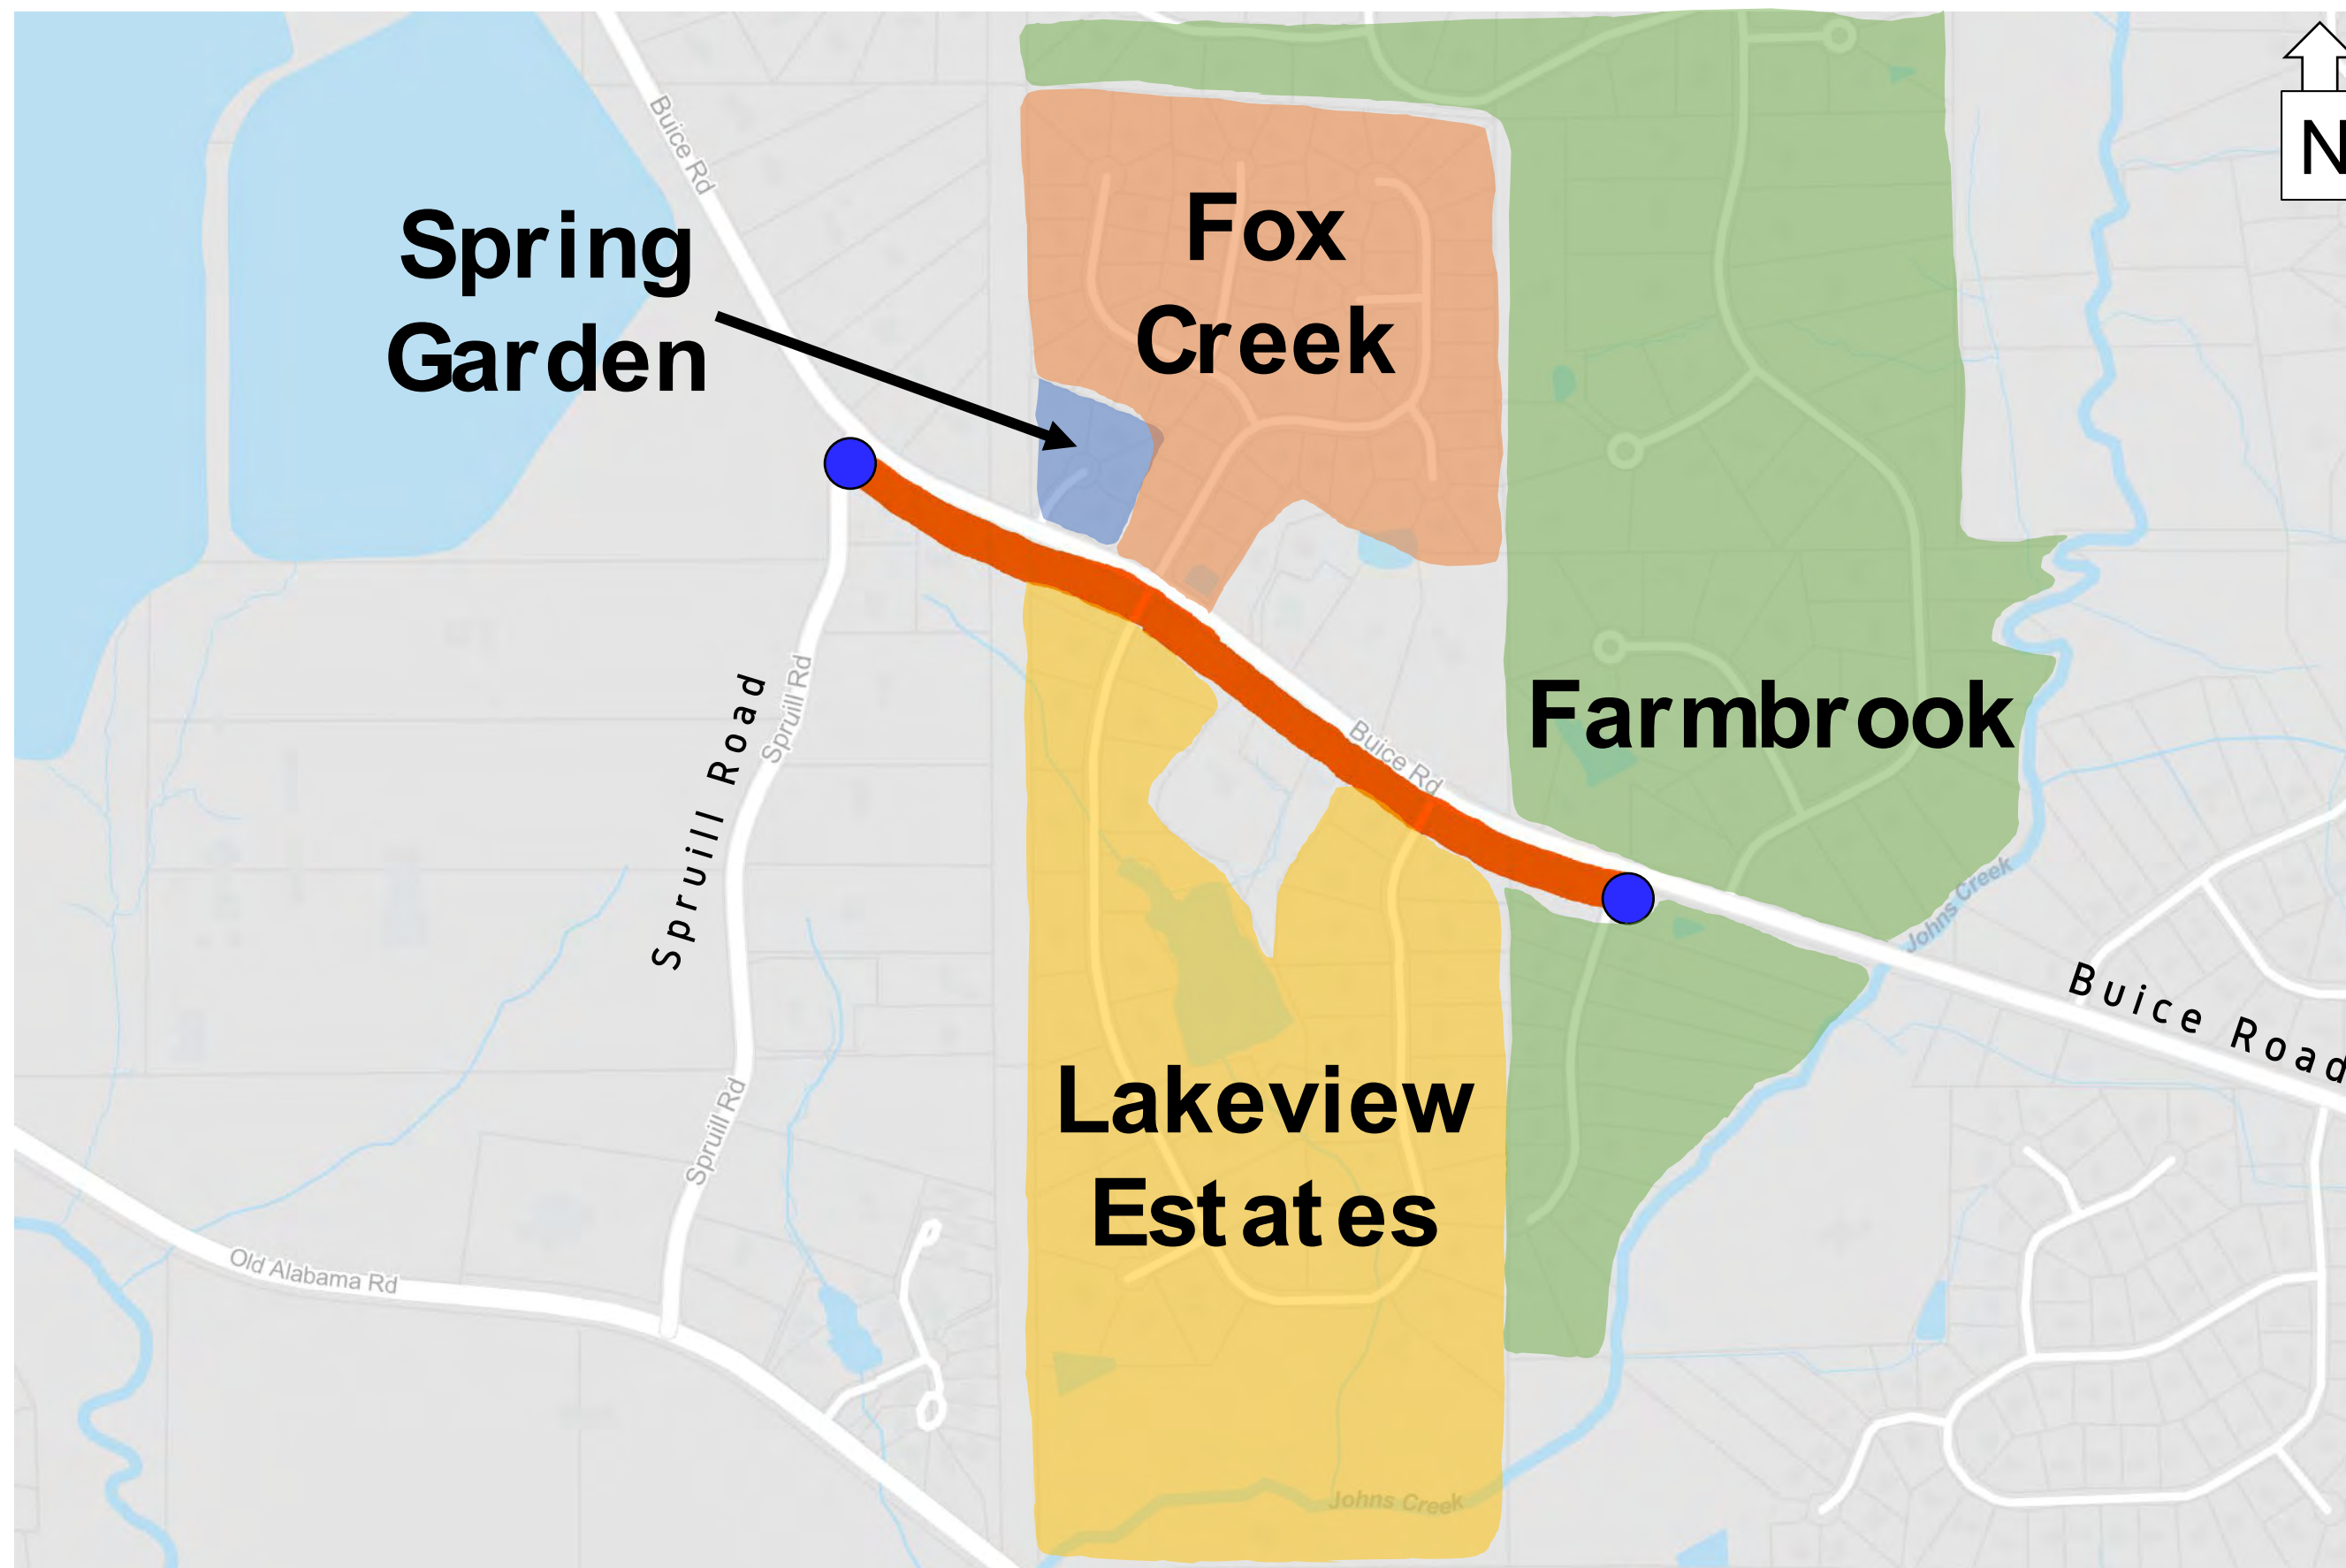 N
Buice Rd
Spring
Garden
Fox
Creek
Spruill Road
Spruill Rd
Buice Rd
Farmbrook
Johns Creek
Buice Road
Lakeview
Estates
Spruill Rd
Old Alabama Rd
Johns Creek